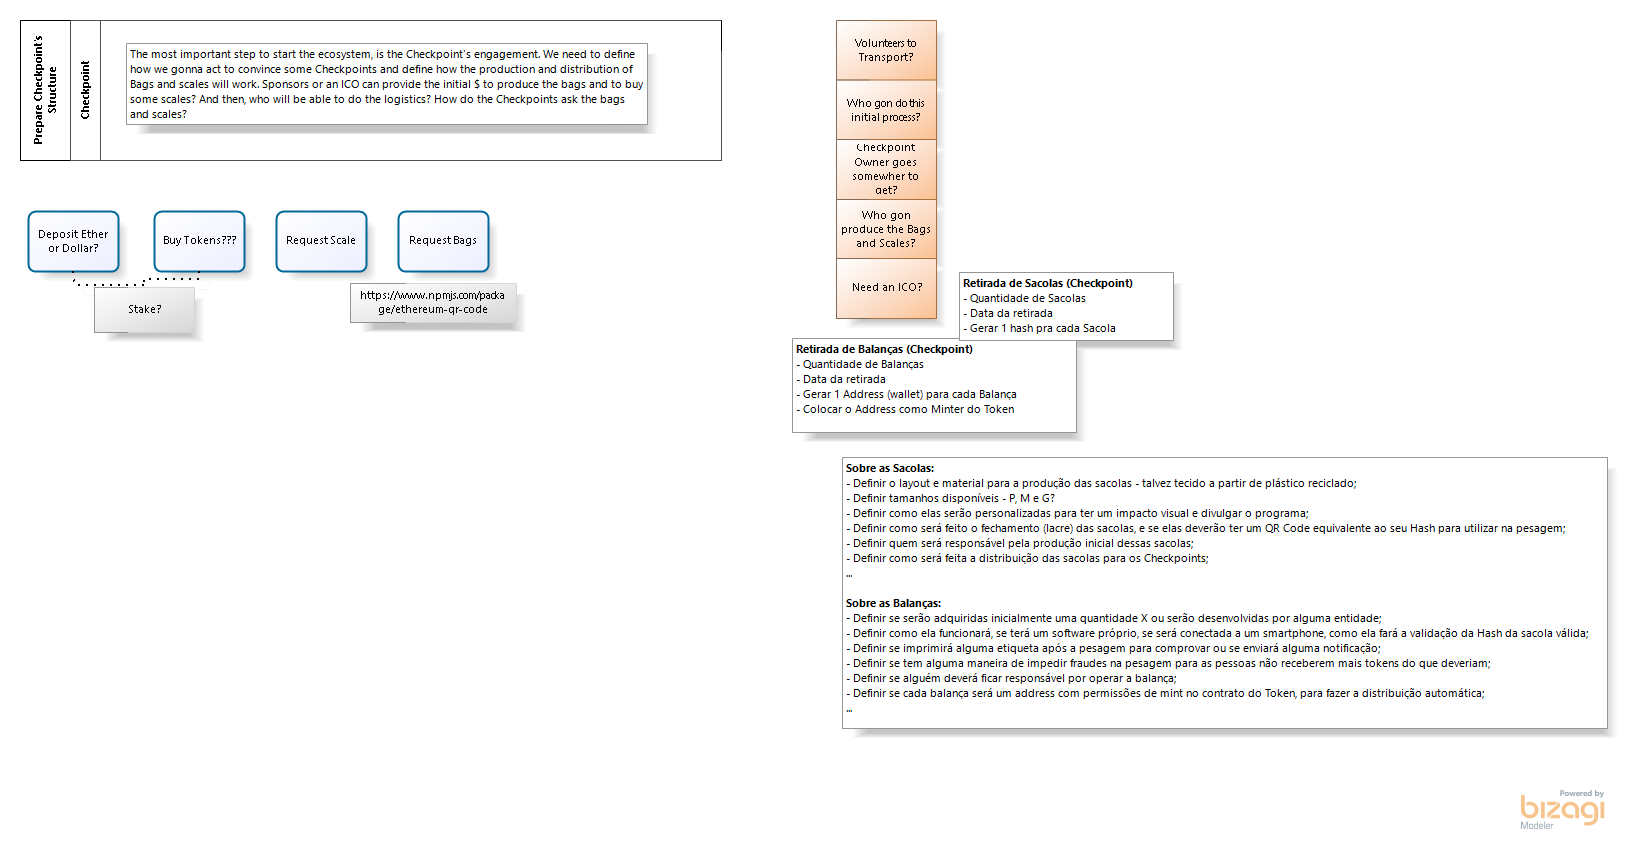 Prepare Checkpoint's
Structure
Checkpoint
The most important step to start the ecosystem, is the Checkpoint's engagement. We need to define
how we gonna act to convince some Checkpoints and define how the production and distribution of
Bags and scales will work. Sponsors or an ICO can provide the initial $ to produce the bags and to buy
some scales? And then, who will be able to do the logistics? How do the Checkpoints ask the bags
and scales?
Deposit Ether
or Dollar?
Buy Tokens???
Request Scale
Request Bags
Stake?
https://www.npmjs.com/packa
ge/ethereum-qr-code
Volunteers to
Transport?
Who gon do this
initial process?
Checkpoint
Owner goes
somewher to
get?
Who gon
produce the Bags
and Scales?
Need an ICO?
Retirada de Sacolas (Checkpoint)
- Quantidade de Sacolas
- Data da retirada
- Gerar 1 hash pra cada Sacola
Retirada de Balanças (Checkpoint)
- Quantidade de Balanças
- Data da retirada
- Gerar 1 Address (wallet) para cada Balança
- Colocar o Address como Minter do Token
Sobre as Sacolas:
- Definir o layout e material para a produção das sacolas - talvez tecido a partir de plástico reciclado;
- Definir tamanhos disponíveis - P, M e G?
- Definir como elas serão personalizadas para ter um impacto visual e divulgar o programa;
- Definir como será feito o fechamento (lacre) das sacolas, e se elas deverão ter um QR Code equivalente ao seu Hash para utilizar na pesagem;
- Definir quem será responsável pela produção inicial dessas sacolas;
- Definir como será feita a distribuição das sacolas para os Checkpoints;
...
Sobre as Balanças:
- Definir se serão adquiridas inicialmente uma quantidade X ou serão desenvolvidas por alguma entidade;
- Definir como ela funcionará, se terá um software próprio, se será conectada a um smartphone, como ela fará a validação da Hash da sacola válida;
- Definir se imprimirá alguma etiqueta após a pesagem para comprovar ou se enviará alguma notificação;
- Definir se tem alguma maneira de impedir fraudes na pesagem para as pessoas não receberem mais tokens do que deveriam;
- Definir se alguém deverá ficar responsável por operar a balança;
- Definir se cada balança será um address com permissões de mint no contrato do Token, para fazer a distribuição automática;
...
Powered by
bizagi
Modeler